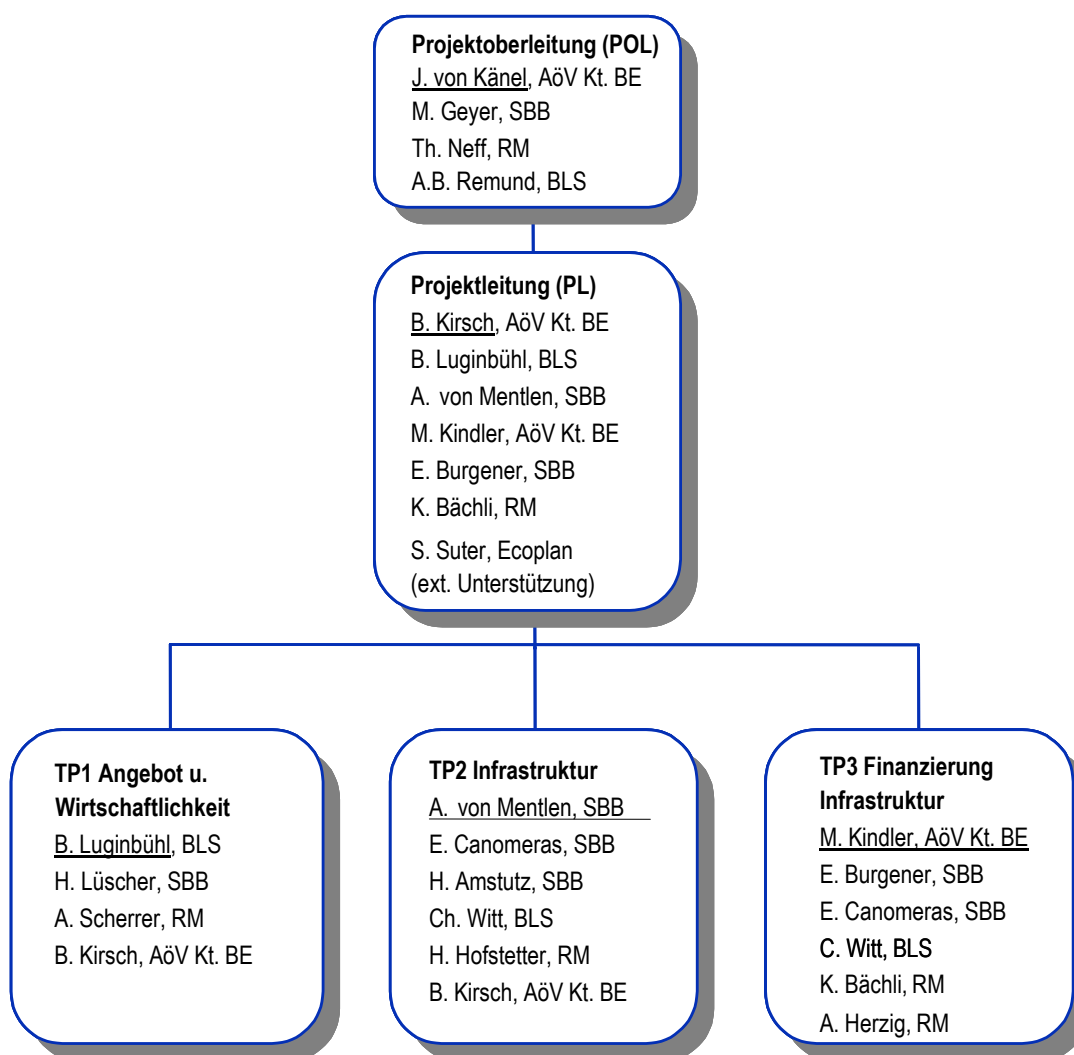 Projektoberleitung (POL)
J. von Känel, AöV Kt. BE
M. Geyer, SBB
Th. Neff, RM
A.B. Remund, BLS
Projektleitung (PL)
B. Kirsch, AöV Kt. BE
B. Luginbühl, BLS
A. von Mentlen, SBB
M. Kindler, AöV Kt. BE
E. Burgener, SBB
K. Bächli, RM
S. Suter, Ecoplan
(ext. Unterstützung)
TP1 Angebot u.
Wirtschaftlichkeit
B. Luginbühl, BLS
H. Lüscher, SBB
A. Scherrer, RM
B. Kirsch, AöV Kt. BE
TP2 Infrastruktur
A. von Mentlen, SBB
E. Canomeras, SBB
H. Amstutz, SBB
Ch. Witt, BLS
H. Hofstetter, RM
B. Kirsch, AöV Kt. BE
TP3 Finanzierung
Infrastruktur
M. Kindler, AöV Kt. BE
E. Burgener, SBB
E. Canomeras, SBB
C. Witt, BLS
K. Bächli, RM
A. Herzig, RM